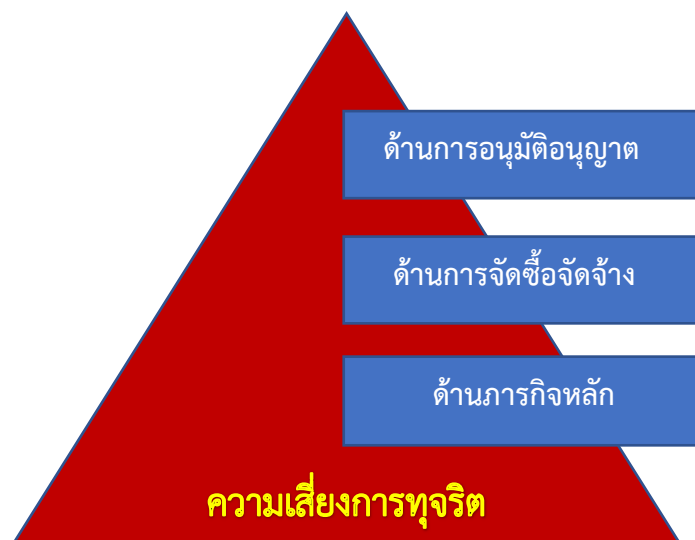 ด้านการอนุมัติอนุญาต
ด้านการจัดซื้อจัดจ้าง
ด้านภารกิจหลัก
ความเสี่ยงการทุจริต